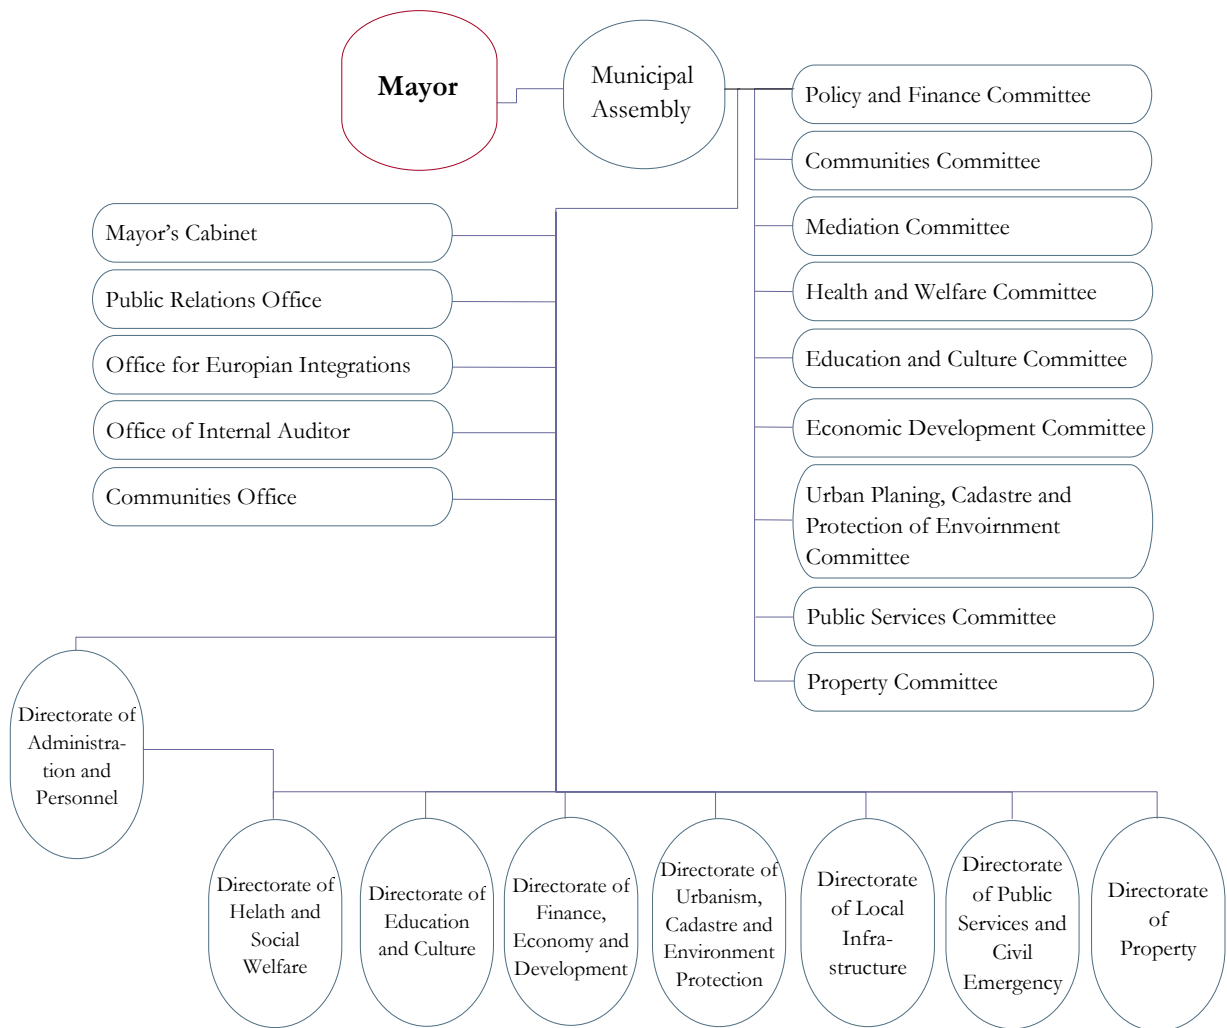 Mayor
Municipal
Assembly
Policy and Finance Committee
Communities Committee
Mediation Committee
Health and Welfare Committee
Education and Culture Committee
Economic Development Committee
Urban Planing, Cadastre and
Protection of Envoirnment
Committee
Public Services Committee
Property Committee
Mayor’s Cabinet
Public Relations Office
Office for Europian Integrations
Office of Internal Auditor
Communities Office
Directorate of
Administra-
tion and
Personnel
Directorate of
Helath and
Social
Welfare
Directorate of
Education
and Culture
Directorate of
Finance,
Economy and
Development
Directorate of
Urbanism,
Cadastre and
Environment
Protection
Directorate
of Local
Infra-
structure
Directorate
of Public
Services and
Civil
Emergency
Directorate
of
Property